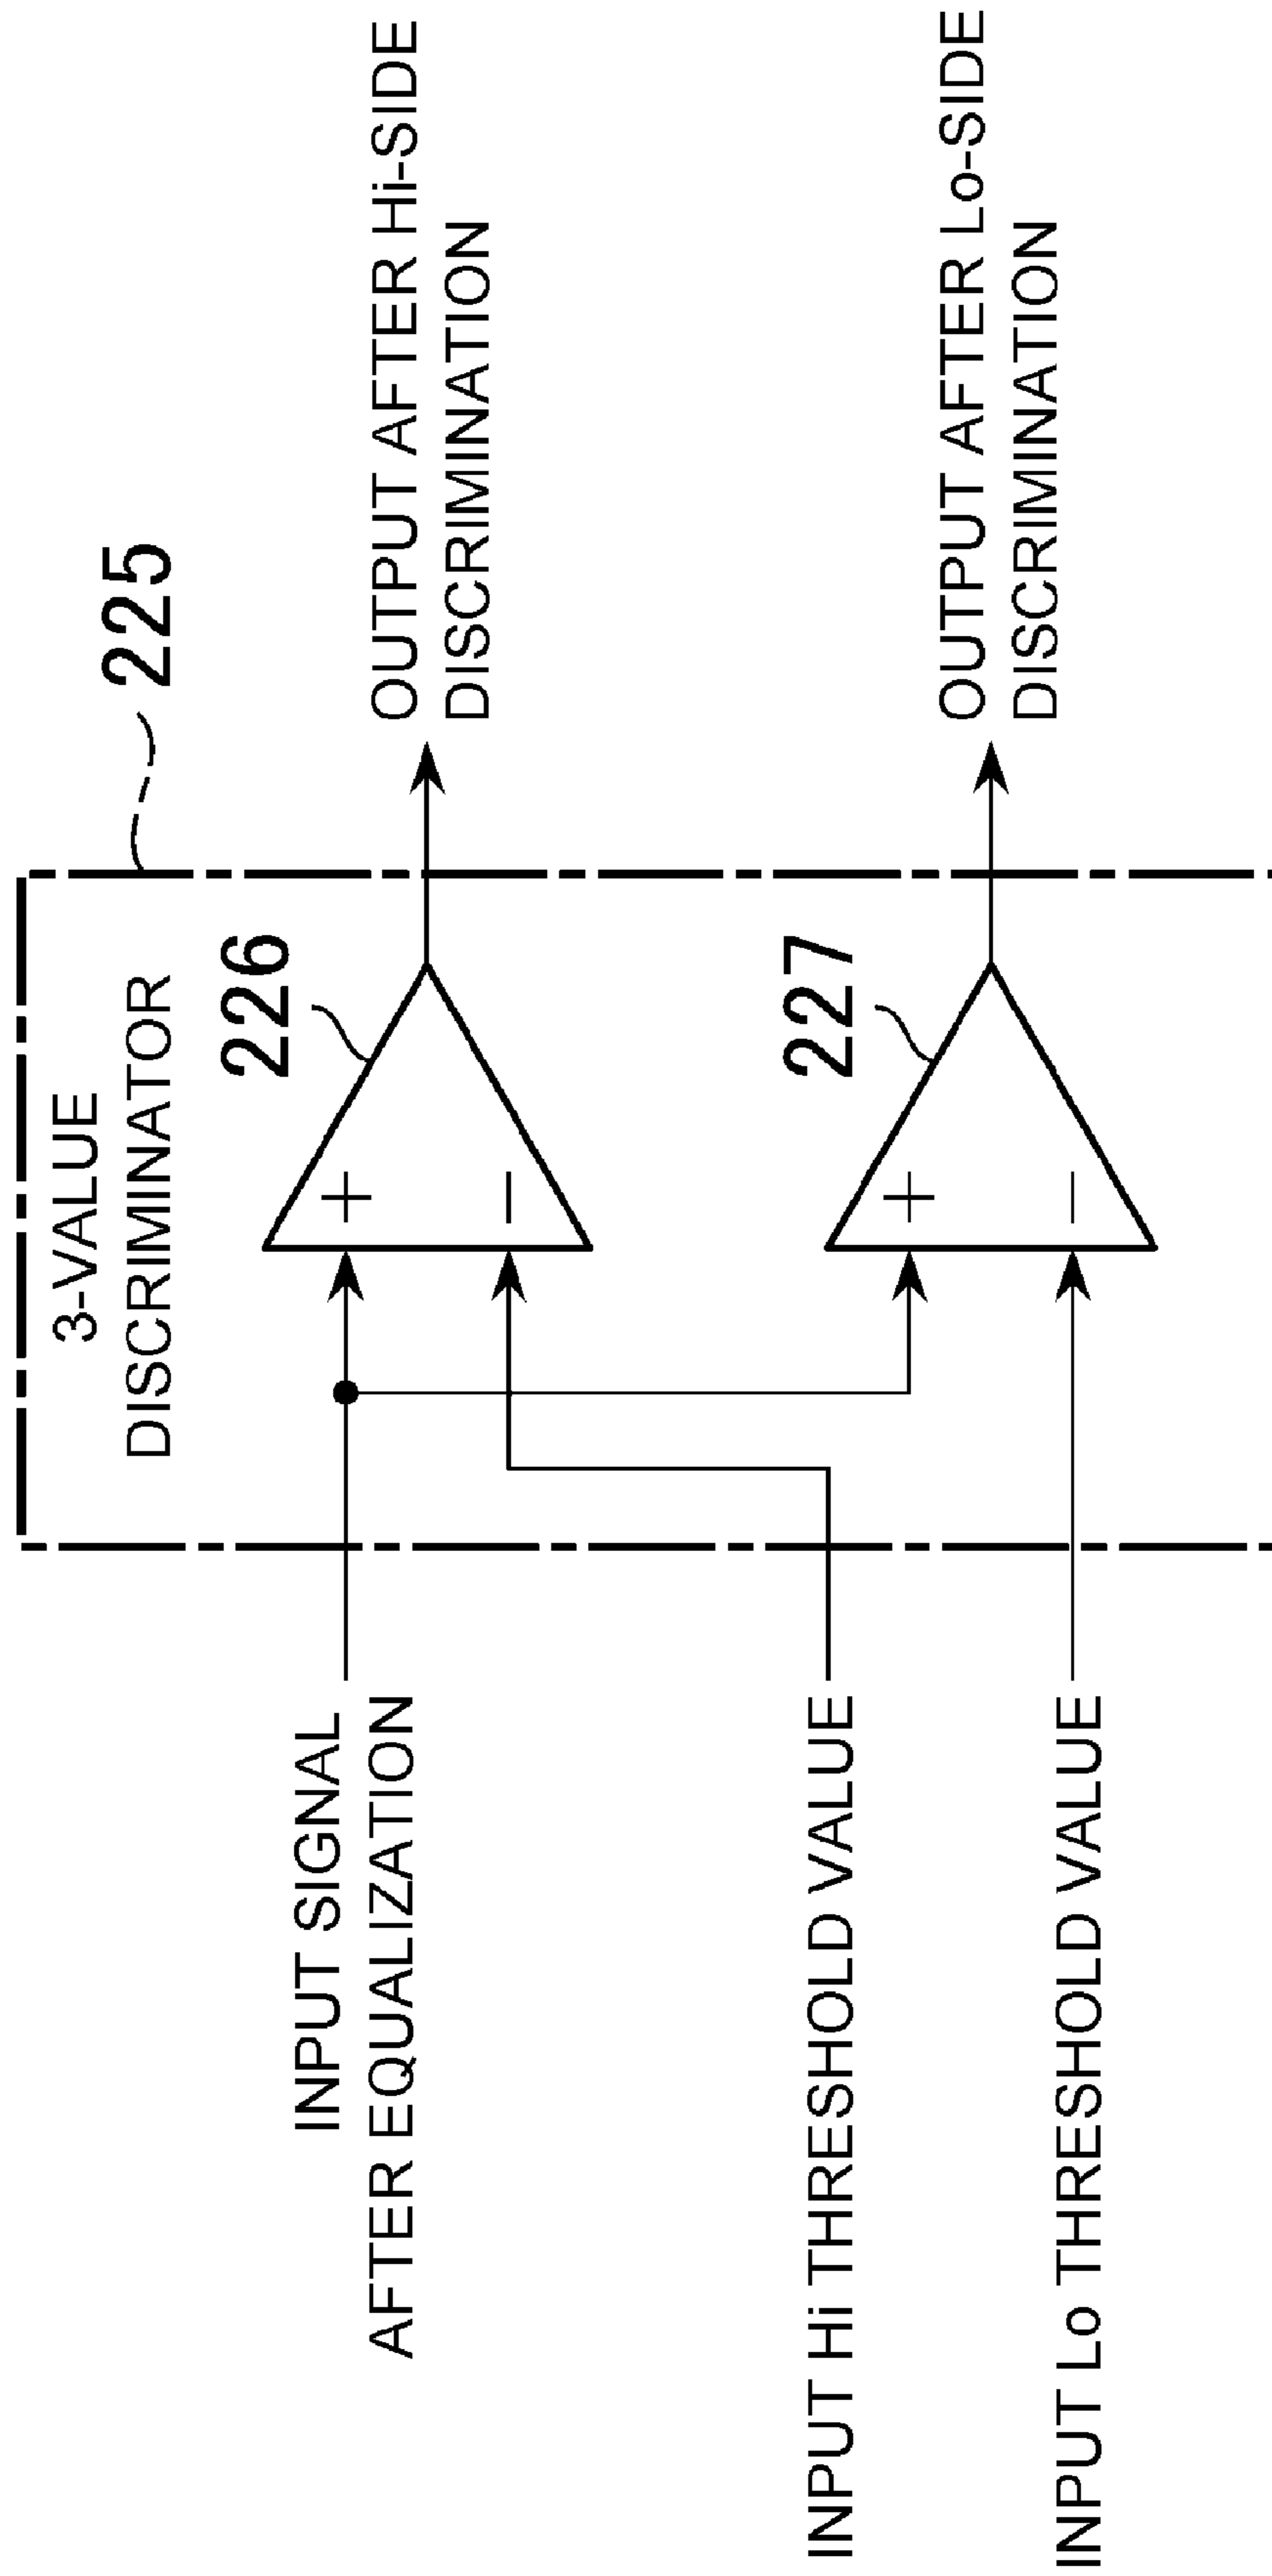 3-VALUE
DISCRIMINATOR
225
226
+
−
227
+
−
INPUT SIGNAL
AFTER EQUALIZATION
INPUT Hi THRESHOLD VALUE
INPUT Lo THRESHOLD VALUE
OUTPUT AFTER Hi-SIDE
DISCRIMINATION
OUTPUT AFTER Lo-SIDE
DISCRIMINATION